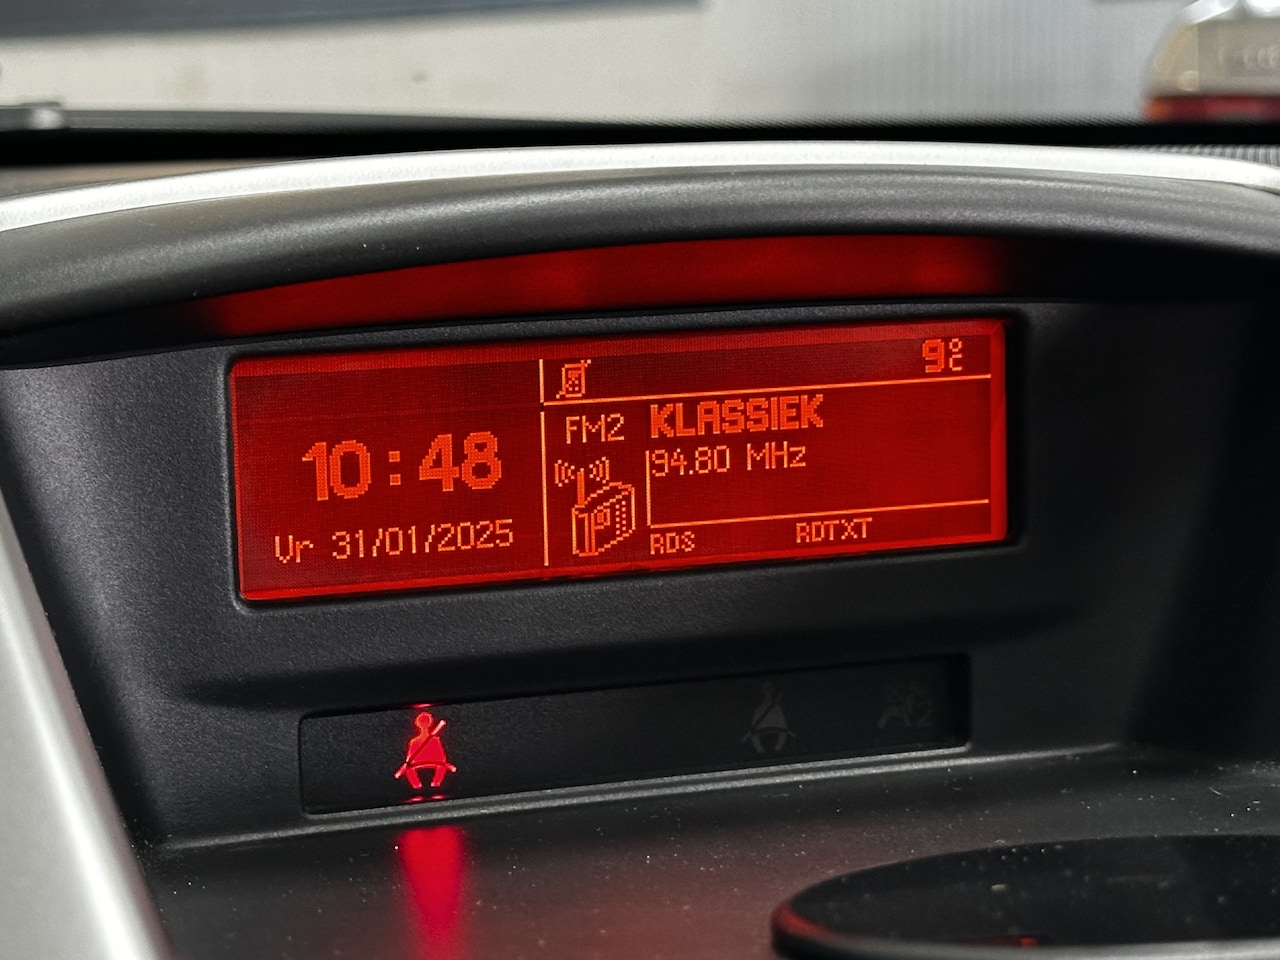 10:48
Vr 31/01/2025
9°C
FM2
KLASSIEK
94.80 MHz
RDS
RDTXT